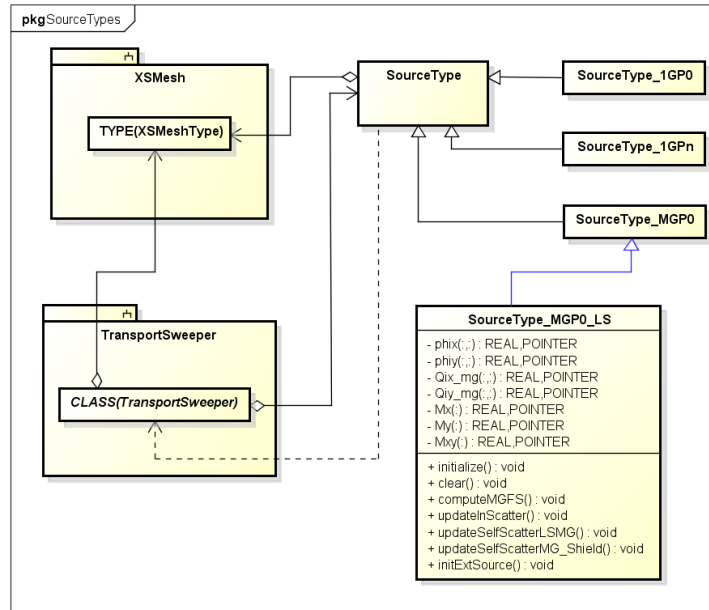 pkg SourceTypes
XSMesh
TYPE(XSMeshType)
SourceType
SourceType_1GP0
SourceType_1GPn
SourceType_MGP0
TransportSweeper
CLASS(TransportSweeper)
SourceType_MGP0_LS
- phix(:,:) : REAL,POINTER
- phiy(:,:) : REAL,POINTER
- Qix_mg(:,:) : REAL,POINTER
- Qiy_mg(:,:) : REAL,POINTER
- Mx(:) : REAL,POINTER
- My(:) : REAL,POINTER
- Mxy(:) : REAL,POINTER
+ initialize() : void
+ clear() : void
+ computeMGFS() : void
+ updateInScatter() : void
+ updateSelfScatterLSMG() : void
+ updateSelfScatterMG_Shield() : void
+ initExtSource() : void